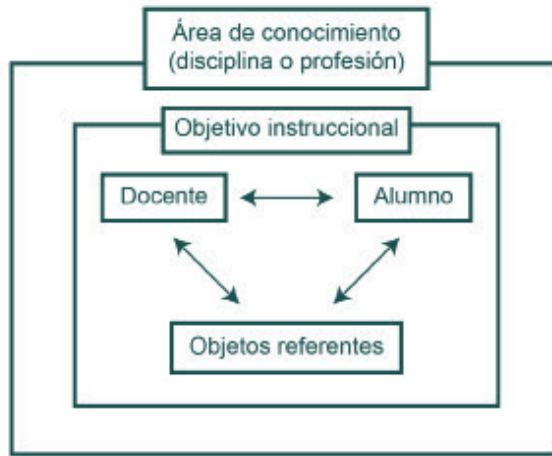 Área de conocimiento
(disciplina o profesión)
Objetivo instruccional
Docente
Alumno
Objetos referentes